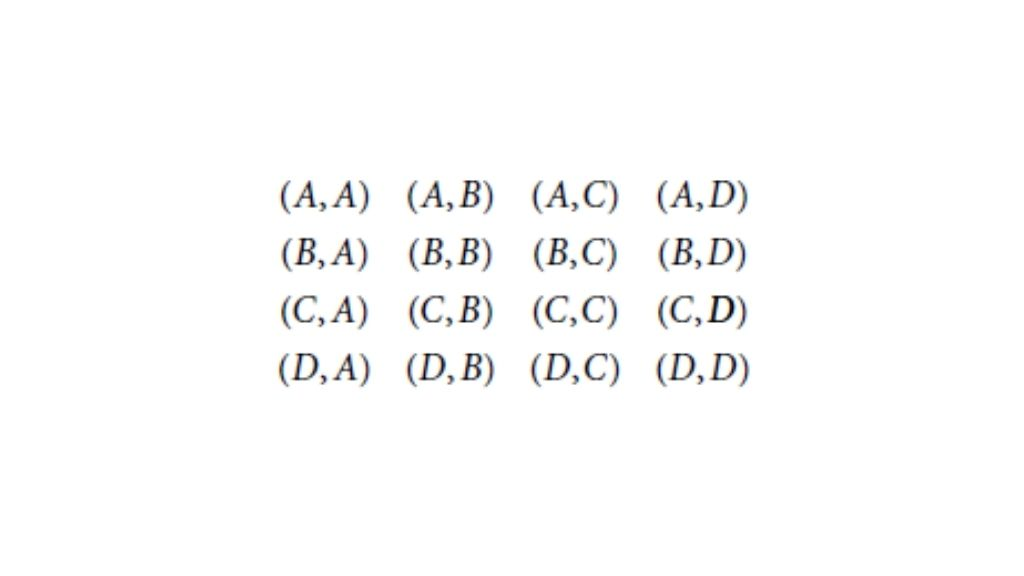 (A, A) (A, B) (A,C) (A,D)
(B, A) (B,B) (B,C) (B,D)
(C, A) (C, B) (C,C) (C,D)
(D, A) (D, B) (D,C) (D,D)